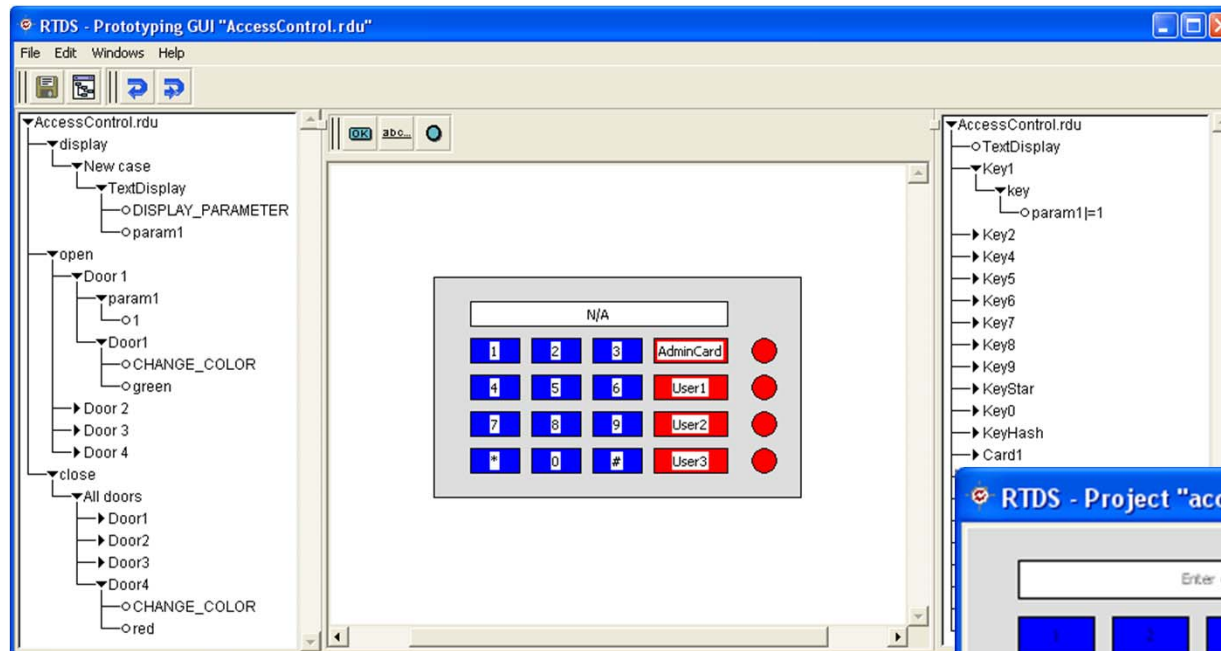 RTDS - Prototyping GUI "AccessControl.rdu"
File Edit Windows Help
AccessControl.rdu
display
New case
TextDisplay
DISPLAY_PARAMETER
param1
open
Door 1
param1
1
Door1
CHANGE_COLOR
green
Door 2
Door 3
Door 4
close
All doors
Door1
Door2
Door3
Door4
CHANGE_COLOR
red
OK abc...
N/A
1 2 3 AdminCard
4 5 6 User1
7 8 9 User2
* 0 # User3
AccessControl.rdu
TextDisplay
Key1
key
param1|=1
Key2
Key4
Key5
Key6
Key7
Key8
Key9
KeyStar
Key0
KeyHash
Card1
RTDS - Project "acc
Enter
1 2